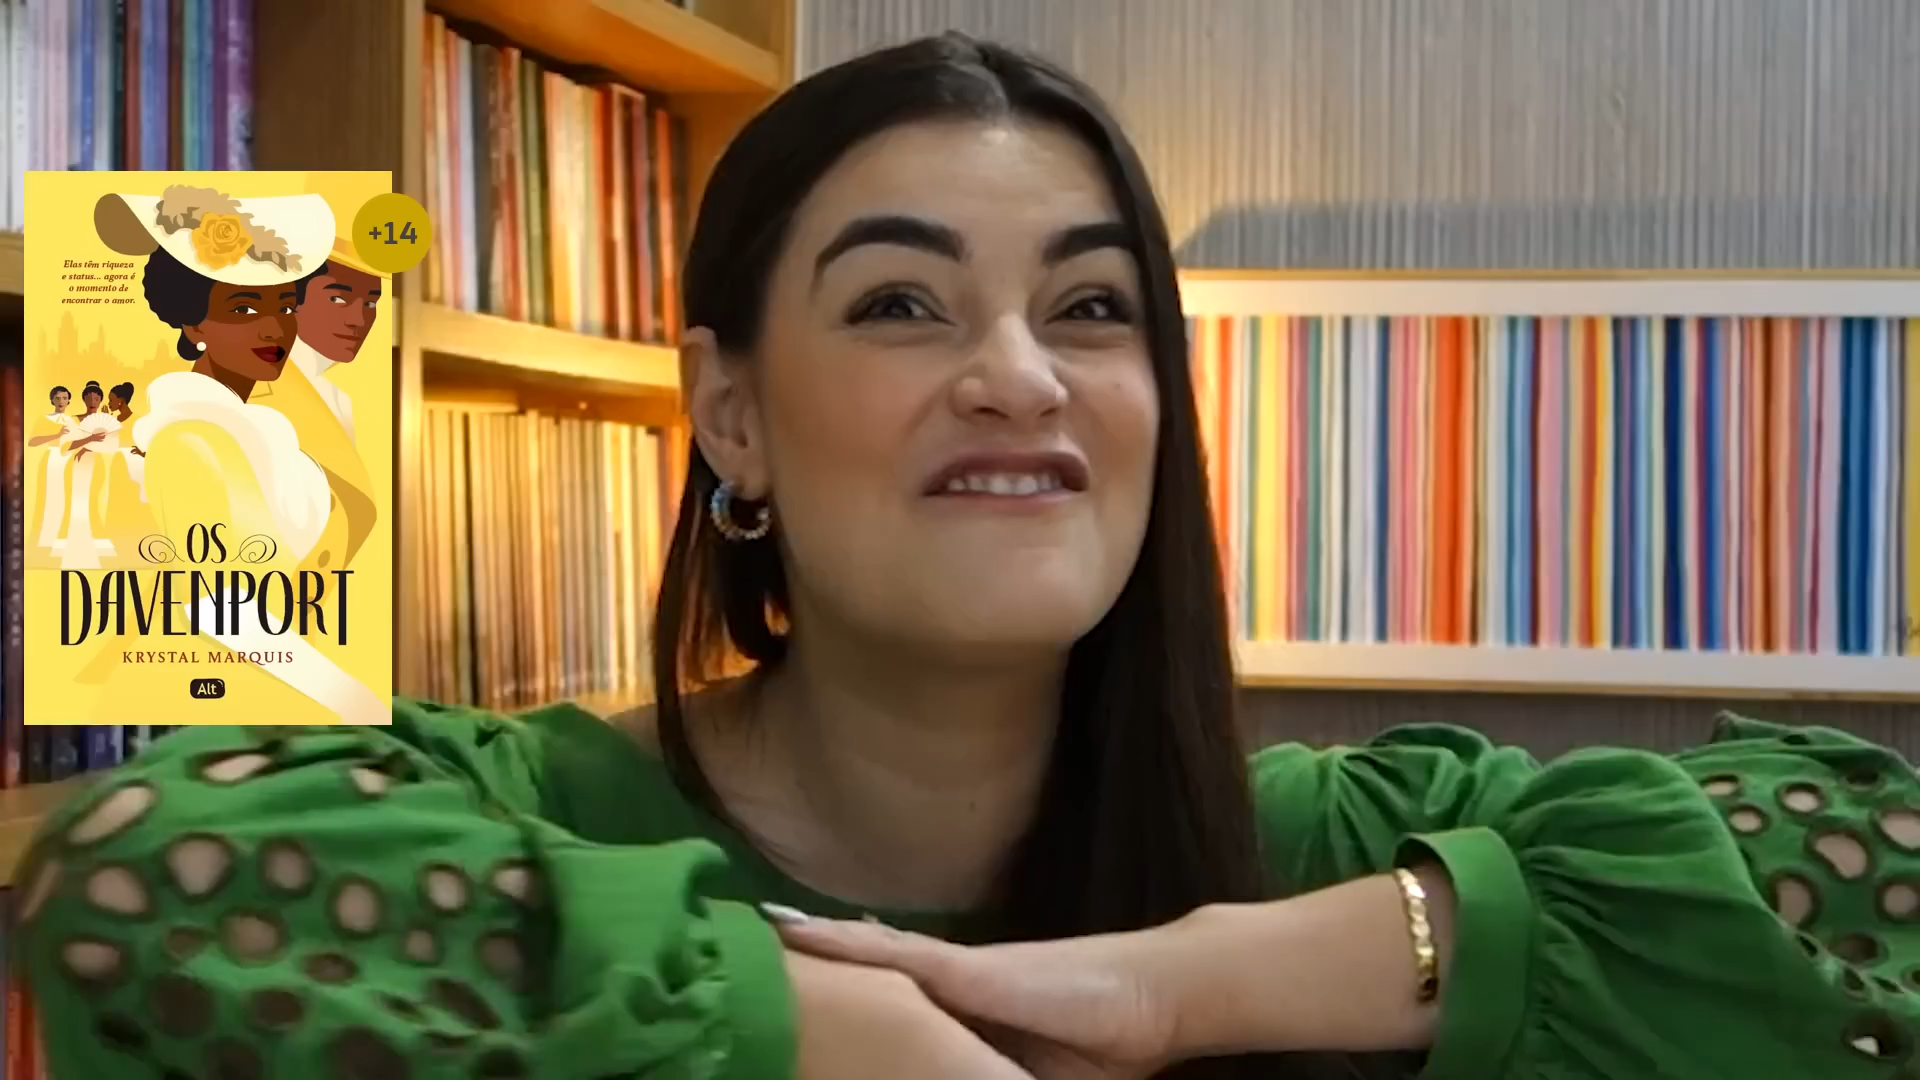 +14
Elas têm riqueza
e status... agora é
o momento de
encontrar o amor.
OS
DAVENPORT
KRYSTAL MARQUIS
Alt